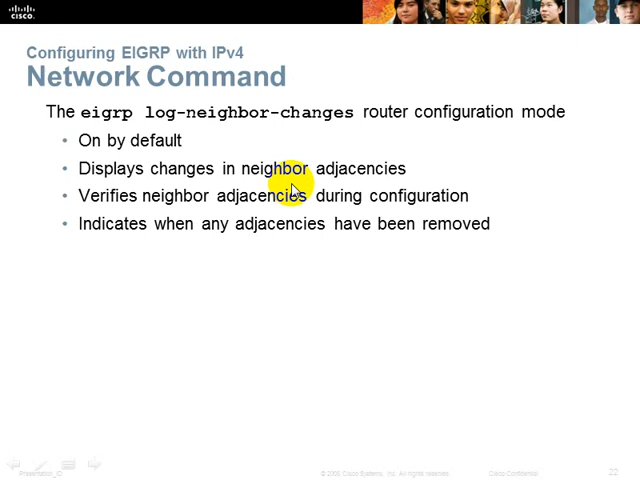 CISCO.
Configuring EIGRP with IPv4
Network Command
The eigrp log-neighbor-changes router configuration mode
• On by default
• Displays changes in neighbor adjacencies
• Verifies neighbor adjacencies during configuration
• Indicates when any adjacencies have been removed
Presentation_ID © 2008 Cisco Systems, Inc. All rights reserved. Cisco Confidential 22